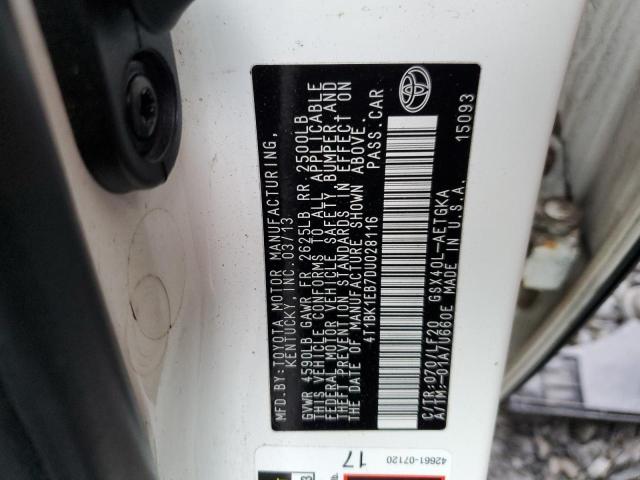 MFD.BY:TOYOTA MOTOR MANUFACTURING,
KENTUCKY,INC.03/13
GVWR 4590LB GAWR FR 2625LB RR 2500LB
THIS VEHICLE CONFORMS TO ALL APPLICABLE
FEDERAL MOTOR VEHICLE SAFETY, BUMPER, AND
THEFT PREVENTION STANDARDS IN EFFECT ON
THE DATE OF MANUFACTURE SHOWN ABOVE.
4T1BK1EB7DU028116 PASS.CAR
C/TR:070/LF20 GSX40L-AETGKA
A/TM:-01A/U660E MADE IN U.S.A. 15093
42661-07120
17